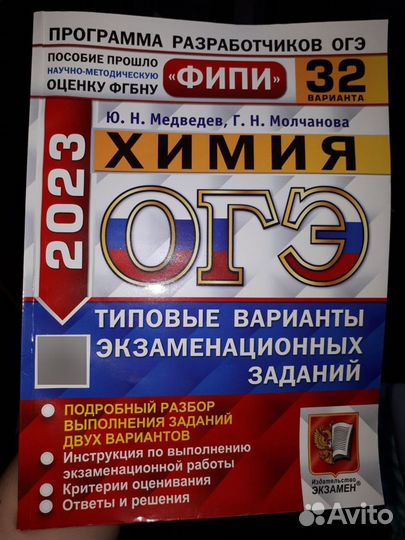 ПРОГРАММА РАЗРАБОТЧИКОВ ОГЭ
ПОСОБИЕ ПРОШЛО
НАУЧНО-МЕТОДИЧЕСКУЮ
ОЦЕНКУ ФГБНУ
«ФИПИ»
32
ВАРИАНТА
Ю. Н. Медведев, Г. Н. Молчанова
2023
ХИМИЯ
ОГЭ
ТИПОВЫЕ ВАРИАНТЫ
ЭКЗАМЕНАЦИОННЫХ
ЗАДАНИЙ
• ПОДРОБНЫЙ РАЗБОР
ВЫПОЛНЕНИЯ ЗАДАНИЙ
ДВУХ ВАРИАНТОВ
• Инструкция по выполнению
экзаменационной работы
• Критерии оценивания
• Ответы и решения
Издательство
ЭКЗАМЕН®
Avito